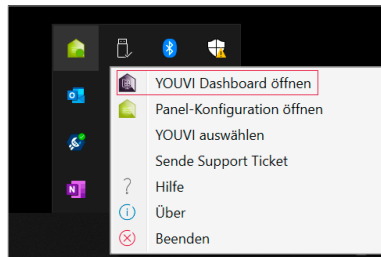 YOUVI Dashboard öffnen
Panel-Konfiguration öffnen
YOUVI auswählen
Sende Support Ticket
Hilfe
Über
Beenden